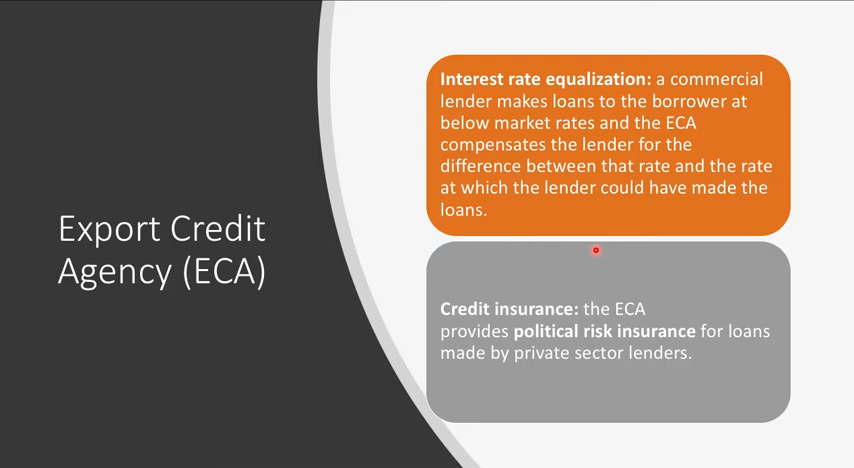 Export Credit
Agency (ECA)
Interest rate equalization: a commercial
lender makes loans to the borrower at
below market rates and the ECA
compensates the lender for the
difference between that rate and the rate
at which the lender could have made the
loans.
Credit insurance: the ECA
provides political risk insurance for loans
made by private sector lenders.